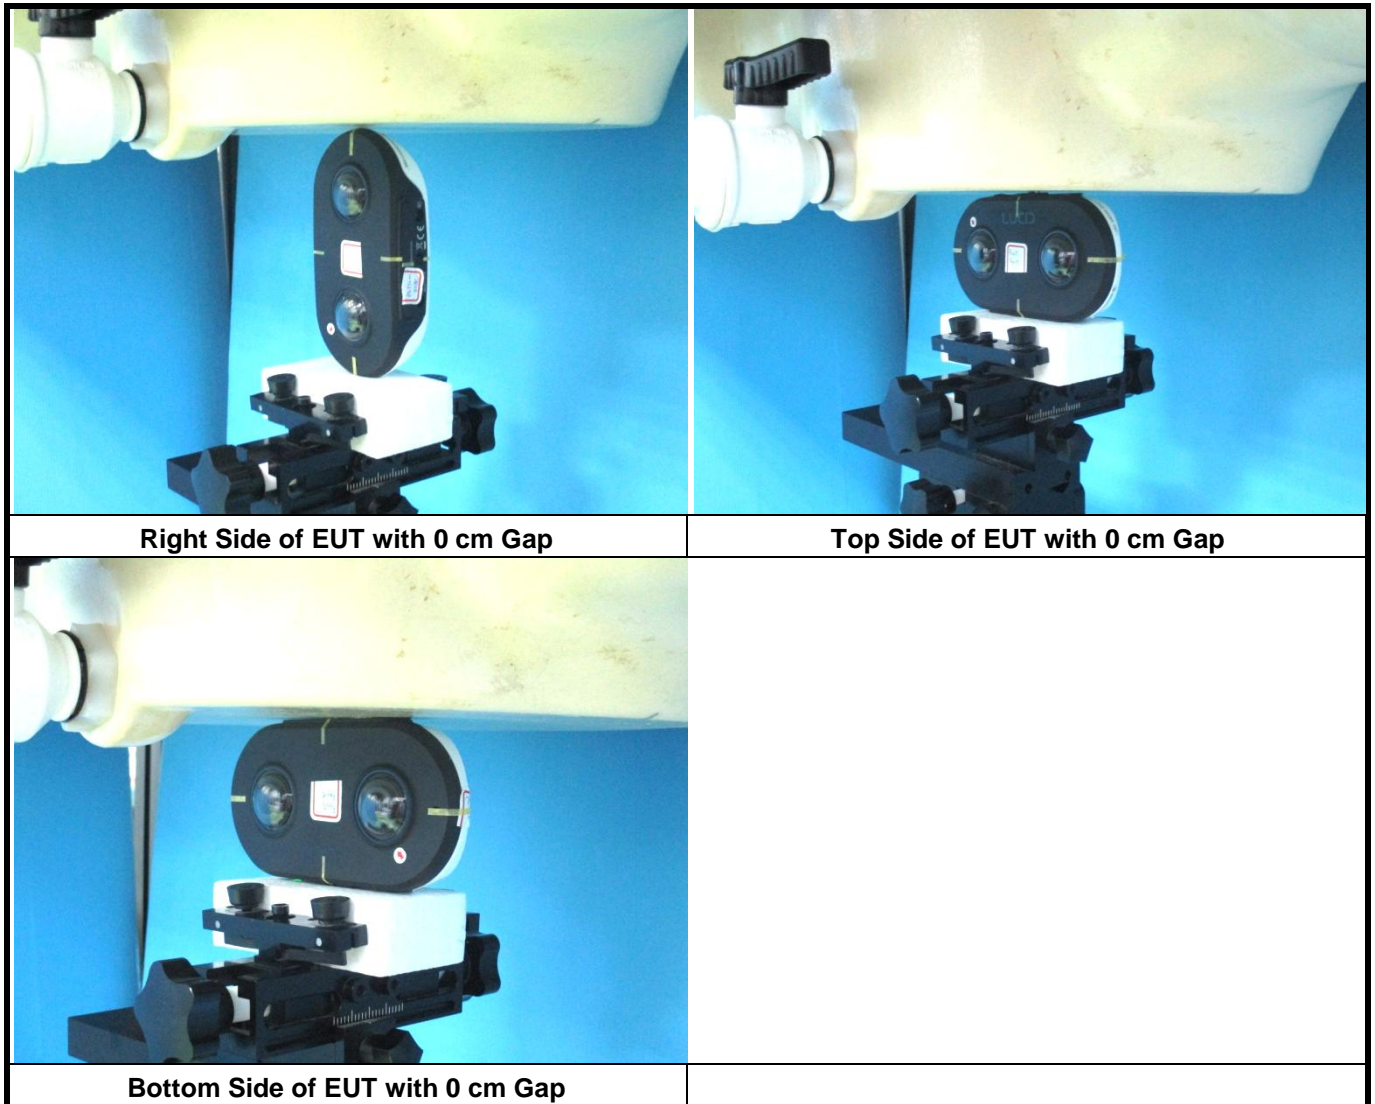 Right Side of EUT with 0 cm Gap
Top Side of EUT with 0 cm Gap
Bottom Side of EUT with 0 cm Gap